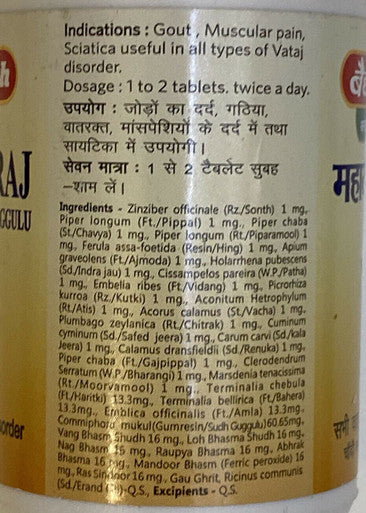 Indications : Gout , Muscular pain,
Sciatica useful in all types of Vataj
disorder.
Dosage : 1 to 2 tablets. twice a day.
उपयोग : जोड़ों का दर्द, गठिया,
वातरक्त, मांसपेशियों के दर्द में तथा
सायटिका में उपयोगी।
सेवन मात्रा : 1 से 2 टैबलेट सुबह
–शाम लें।
Ingredients - Zinziber officinale (Rz./Sonth) 1 mg,
Piper longum (Ft./Pippal) 1 mg., Piper chaba
(St./Chavya) 1 mg., Piper longum (Rt./Piparamool) 1
mg., Ferula assa-foetida (Resin/Hing) 1 mg., Apium
graveolens (Ft./Ajmoda) 1 mg., Holarrhena pubescens
(Sd./Indra jau) 1 mg., Cissampelos pareira (W.P./Patha)
1 mg., Embelia ribes (Ft./Vidang) 1 mg., Picrorhiza
kurroa (Rz./Kutki) 1 mg., Aconitum Hetrophylum
(Rt./Atis) 1 mg., Acorus calamus (St./Vacha) 1 mg.,
Plumbago zeylanica (Rt./Chitrak) 1 mg., Cuminum
cyminum (Sd./Safed jeera) 1 mg., Carum carvi (Sd./kala
Jeera) 1 mg., Calamus dransfieldii (Sd./Renuka) 1 mg.,
Piper chaba (Ft./Gajpippal) 1 mg., Clerodendrum
Serratum (W.P./Bharangi) 1 mg., Marsdenia tenacissima
(Rt./Moorvamool) 1 mg., Terminalia chebula
(Ft./Haritki) 13.3mg., Terminalia bellirica (Ft./Bahera)
13.3mg., Emblica officinalis (Ft./Amla) 13.3mg.,
Commiphora mukul(Gumresin/Sudh Guggulu) 60.65mg.,
Vang Bhasm Shudh 16 mg., Loh Bhasma Shudh 16 mg.,
Nag Bhasm 16 mg., Raupya Bhasma 16 mg., Abhrak
Bhasma 16 mg., Mandoor Bhasm (Ferric peroxide) 16
mg., Ras Sindoor 16 mg., Gau Ghrit, Ricinus communis
(Sd./Erand Oil)-Q.S., Excipients - Q.S.
RAJ
GGULU
order